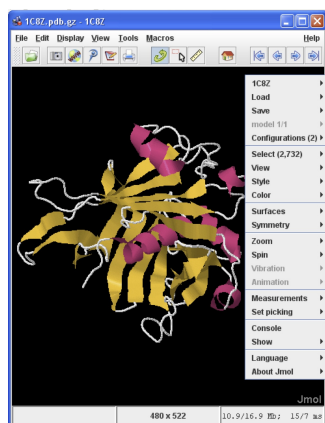 1C8Z.pdb.gz - 1C8Z
File Edit Display View Tools Macros Help
1C8Z
Load
Save
model 1/1
Configurations (2)
Select (2,732)
View
Style
Color
Surfaces
Symmetry
Zoom
Spin
Vibration
Animation
Measurements
Set picking
Console
Show
Language
About Jmol
Jmol
480 x 522 10.9/16.9 Mb; 15/7 ms